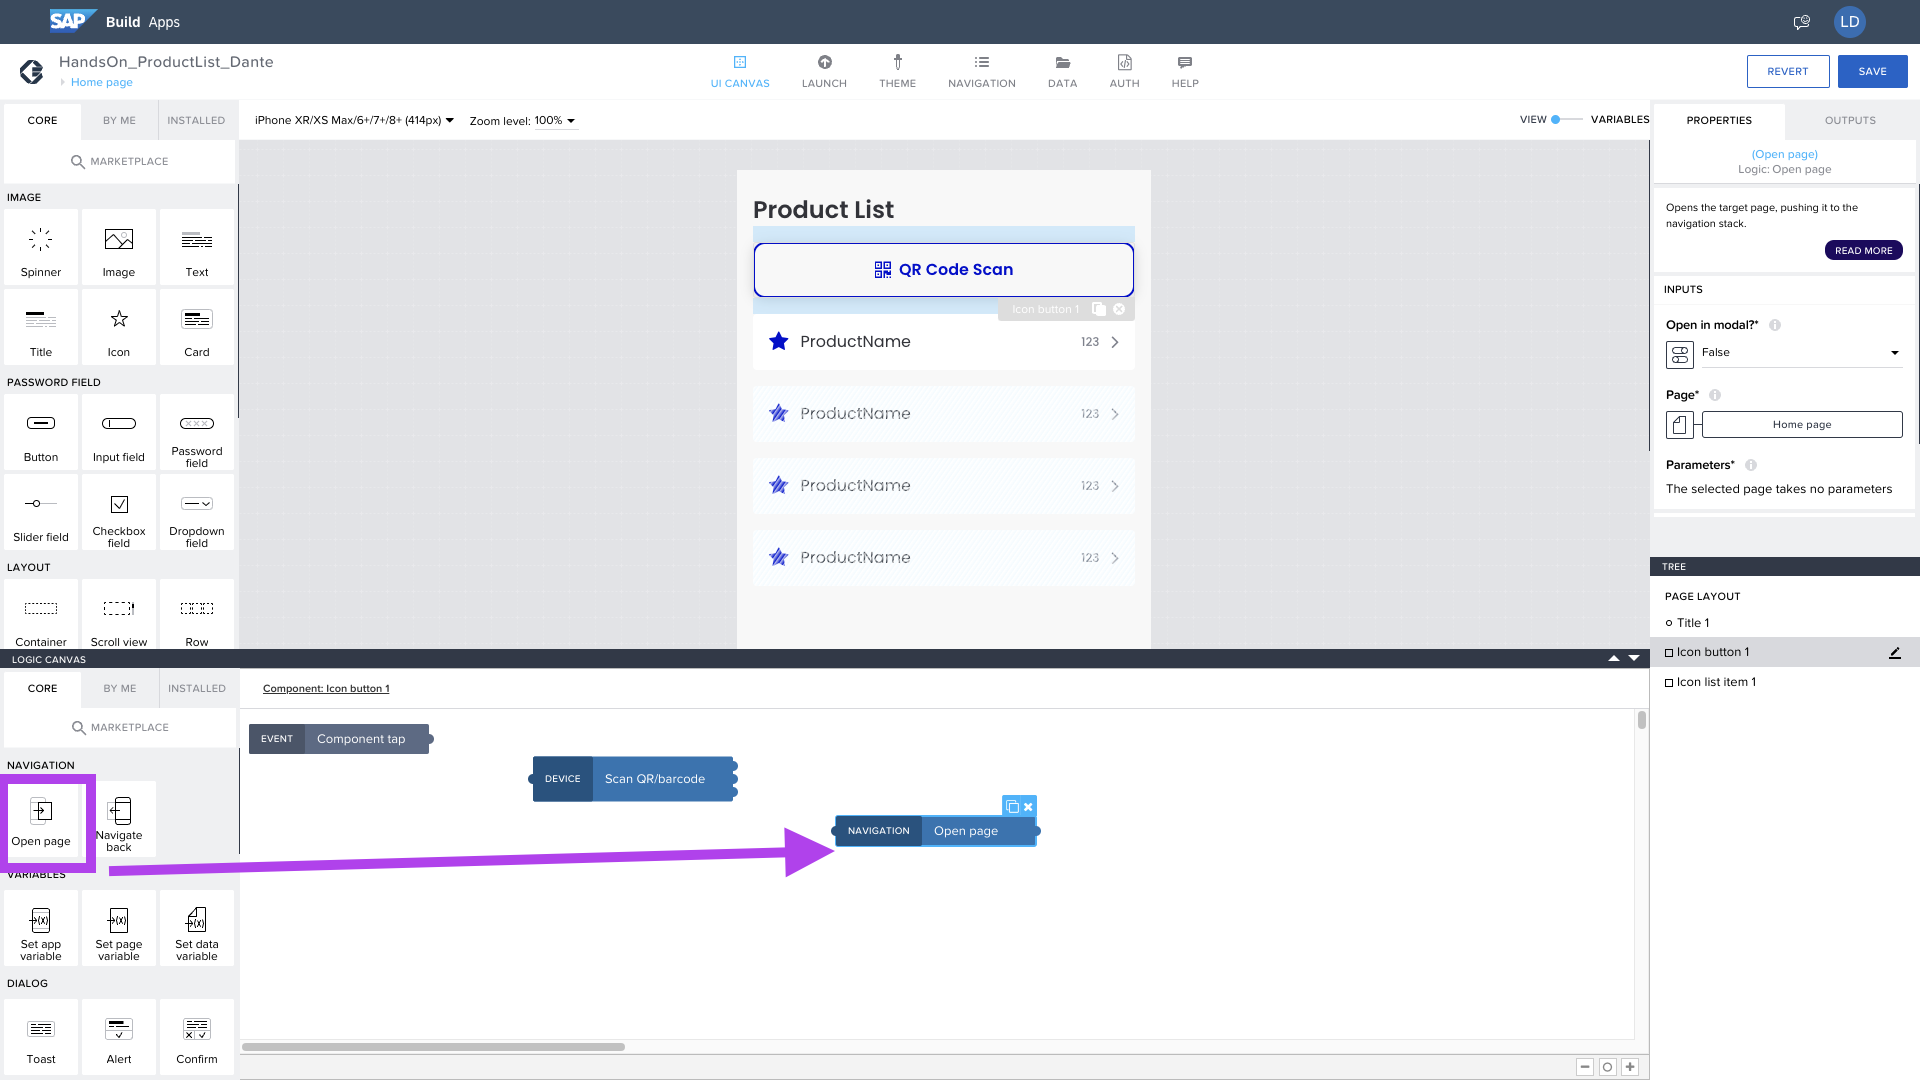 SAP Build Apps
LD
HandsOn_ProductList_Dante
Home page
UI CANVAS
LAUNCH
THEME
NAVIGATION
DATA
AUTH
HELP
REVERT
SAVE
CORE
BY ME
INSTALLED
MARKETPLACE
IMAGE
Spinner
Image
Text
Title
Icon
Card
PASSWORD FIELD
Button
Input field
Password
field
Slider field
Checkbox
field
Dropdown
field
LAYOUT
Container
Scroll view
Row
iPhone XR/XS Max/6+/7+/8+ (414px)
Zoom level: 100%
VIEW
VARIABLES
Product List
QR Code Scan
Icon button 1
ProductName 123
ProductName 123
ProductName 123
ProductName 123
PROPERTIES
OUTPUTS
(Open page)
Logic: Open page
Opens the target page, pushing it to the
navigation stack.
READ MORE
INPUTS
Open in modal?*
False
Page*
Home page
Parameters*
The selected page takes no parameters
TREE
PAGE LAYOUT
Title 1
Icon button 1
Icon list item 1
LOGIC CANVAS
CORE
BY ME
INSTALLED
MARKETPLACE
NAVIGATION
Open page
Navigate
back
VARIABLES
Set app
variable
Set page
variable
Set data
variable
DIALOG
Toast
Alert
Confirm
Component: Icon button 1
EVENT Component tap
DEVICE Scan QR/barcode
NAVIGATION Open page